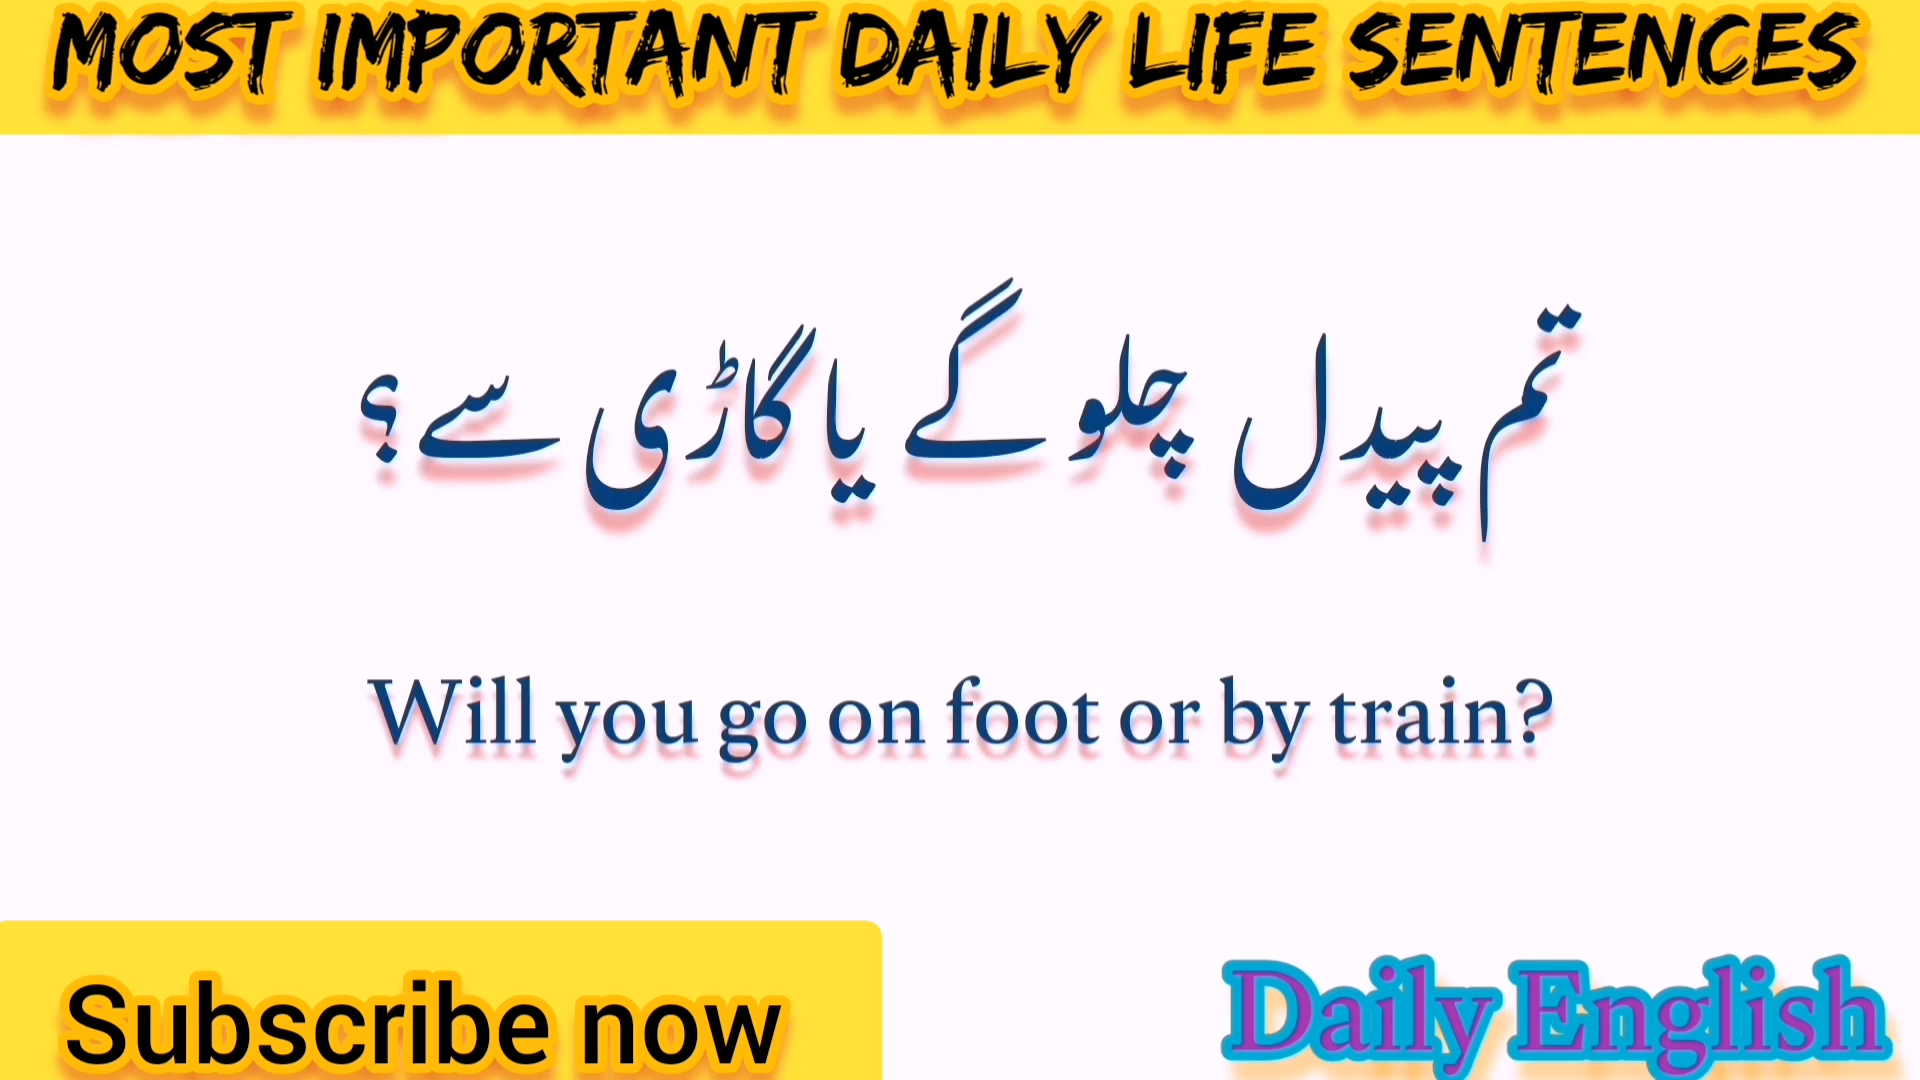 MOST IMPORTANT DAILY LIFE SENTENCES
تم پیدل چلو گے یا گاڑی سے؟
Will you go on foot or by train?
Subscribe now
Daily English